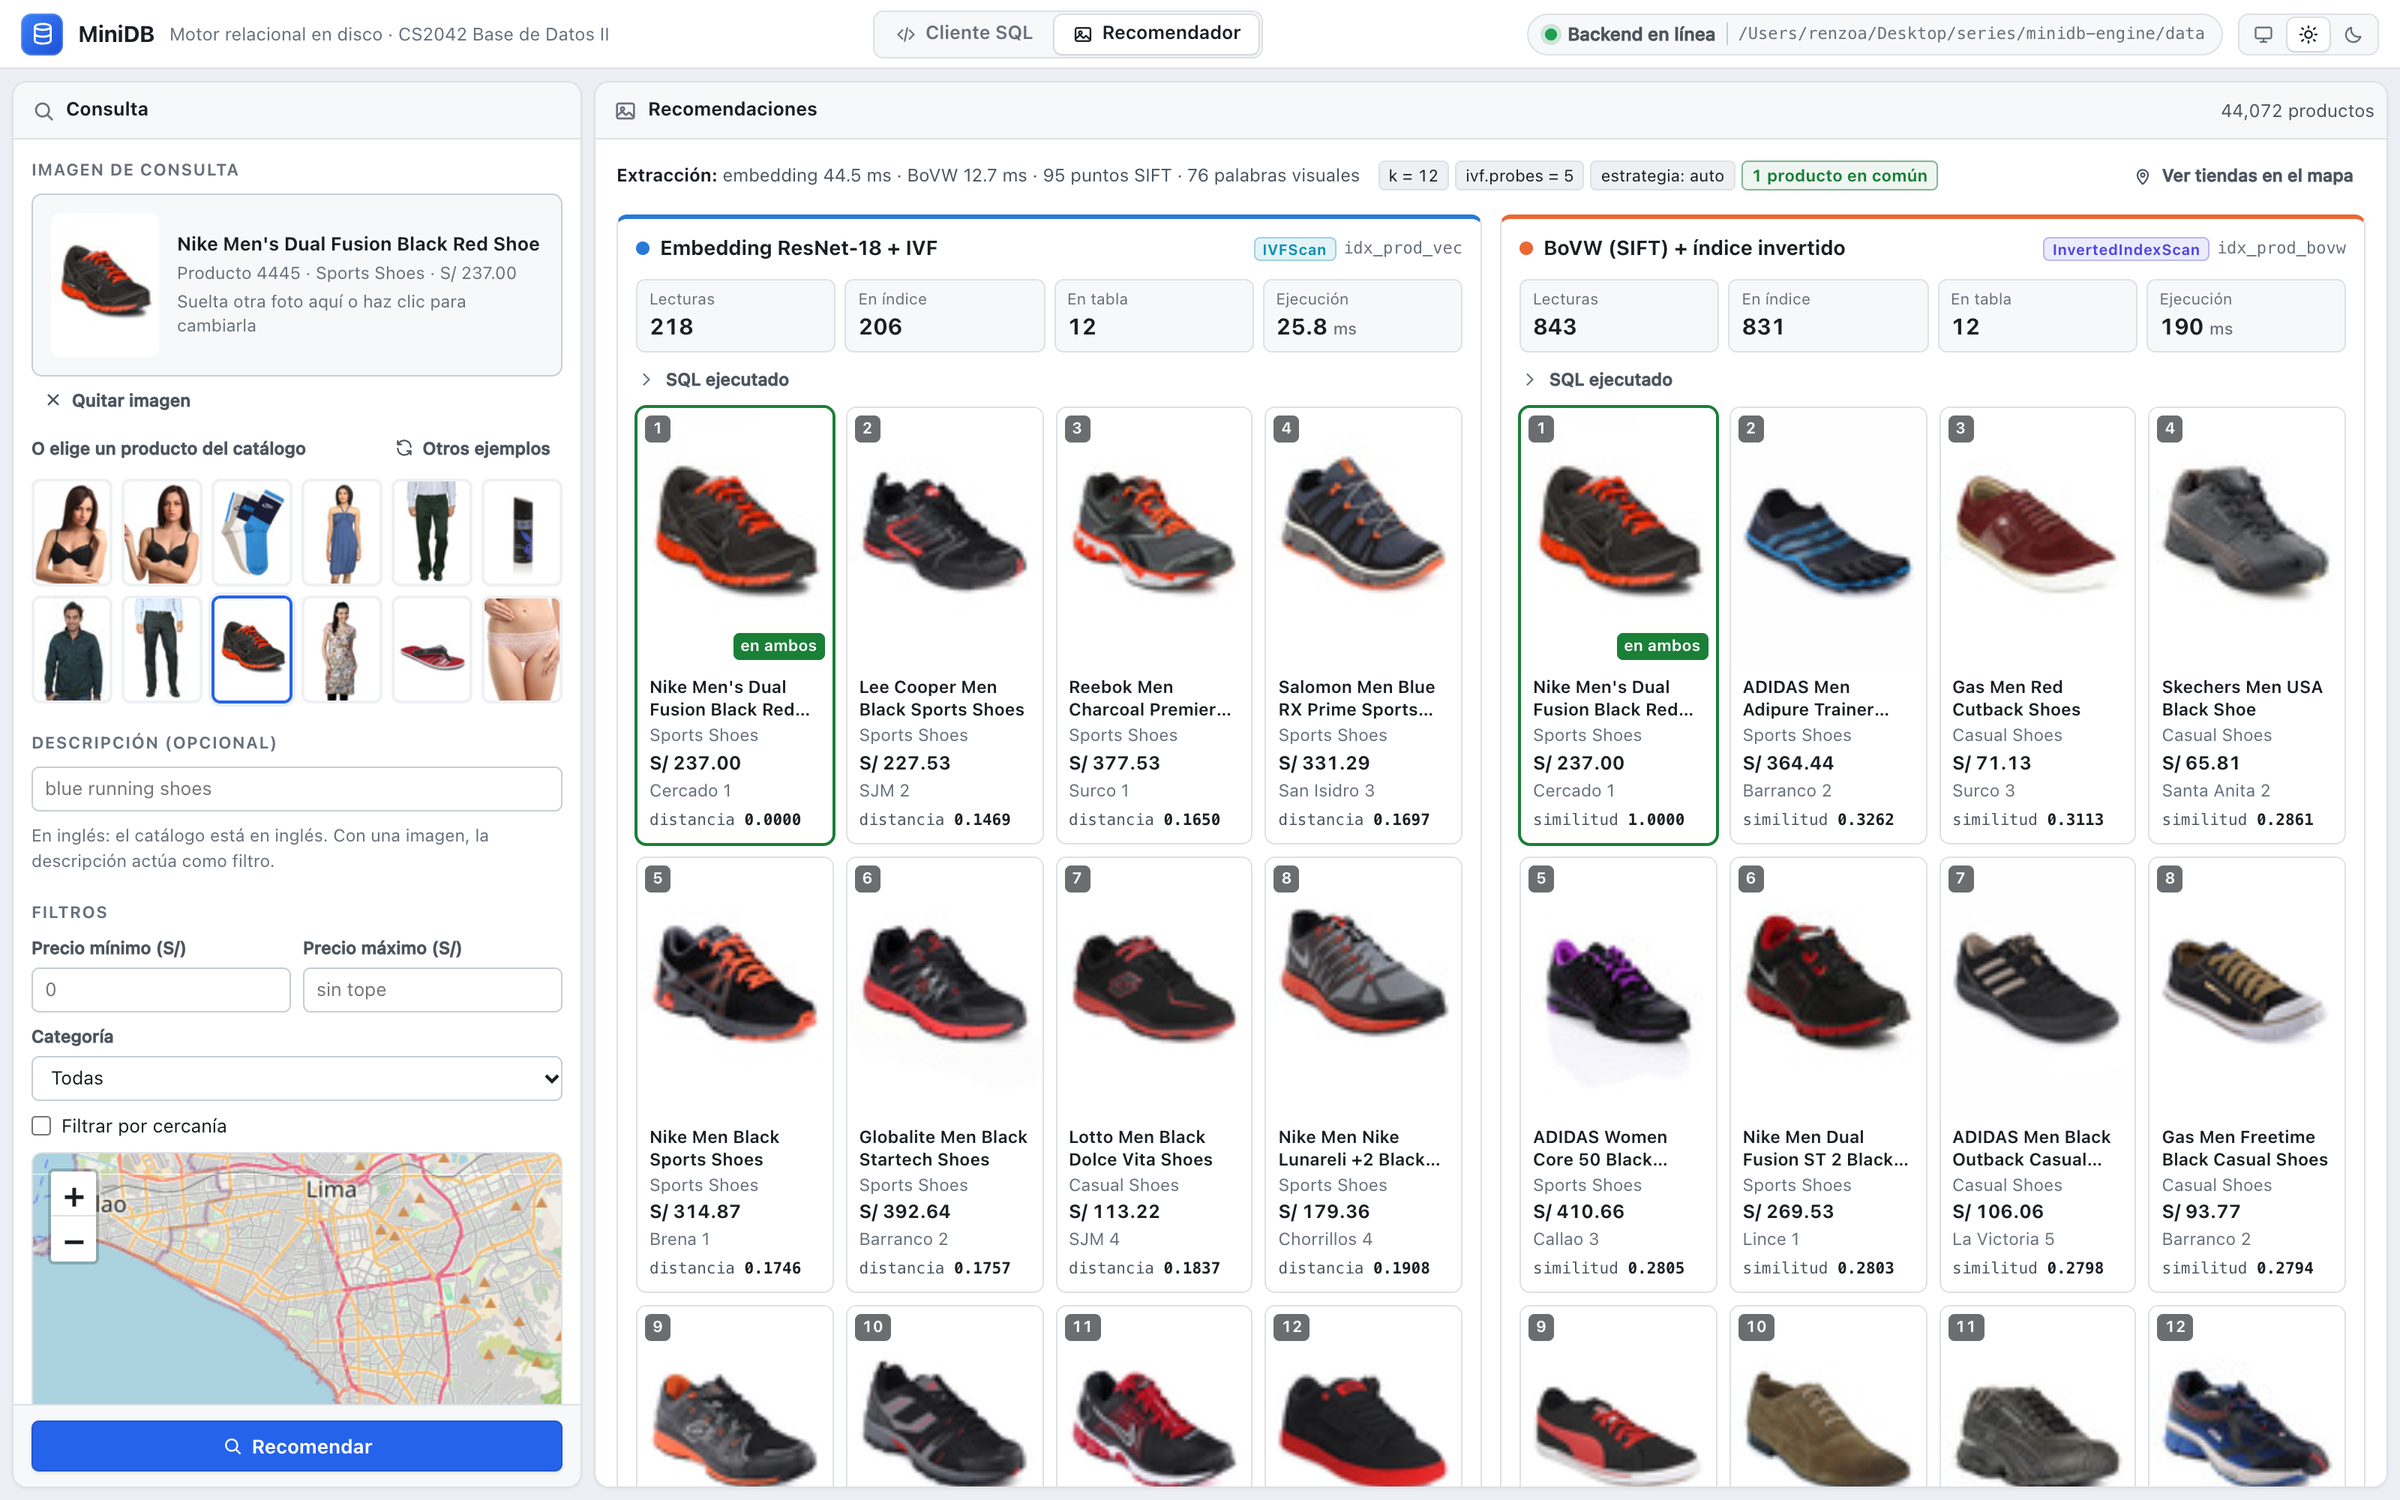 MiniDB
Motor relacional en disco · CS2042 Base de Datos II
Cliente SQL
Recomendador
Backend en línea
/Users/renzoa/Desktop/series/minidb-engine/data
Consulta
IMAGEN DE CONSULTA
Nike Men's Dual Fusion Black Red Shoe
Producto 4445 · Sports Shoes · S/ 237.00
Suelta otra foto aquí o haz clic para
cambiarla
Quitar imagen
O elige un producto del catálogo
Otros ejemplos
DESCRIPCIÓN (OPCIONAL)
blue running shoes
En inglés: el catálogo está en inglés. Con una imagen, la
descripción actúa como filtro.
FILTROS
Precio mínimo (S/)
Precio máximo (S/)
0
sin tope
Categoría
Todas
Filtrar por cercanía
+
−
lao
Lima
Recomendar
Recomendaciones
44,072 productos
Extracción: embedding 44.5 ms · BoVW 12.7 ms · 95 puntos SIFT · 76 palabras visuales
k = 12
ivf.probes = 5
estrategia: auto
1 producto en común
Ver tiendas en el mapa
Embedding ResNet-18 + IVF
IVFScan
idx_prod_vec
Lecturas
218
En índice
206
En tabla
12
Ejecución
25.8 ms
SQL ejecutado
1
en ambos
Nike Men's Dual
Fusion Black Red...
Sports Shoes
S/ 237.00
Cercado 1
distancia 0.0000
2
Lee Cooper Men
Black Sports Shoes
Sports Shoes
S/ 227.53
SJM 2
distancia 0.1469
3
Reebok Men
Charcoal Premier...
Sports Shoes
S/ 377.53
Surco 1
distancia 0.1650
4
Salomon Men Blue
RX Prime Sports...
Sports Shoes
S/ 331.29
San Isidro 3
distancia 0.1697
5
Nike Men Black
Sports Shoes
Sports Shoes
S/ 314.87
Brena 1
distancia 0.1746
6
Globalite Men Black
Startech Shoes
Sports Shoes
S/ 392.64
Barranco 2
distancia 0.1757
7
Lotto Men Black
Dolce Vita Shoes
Casual Shoes
S/ 113.22
SJM 4
distancia 0.1837
8
Nike Men Nike
Lunareli +2 Black...
Sports Shoes
S/ 179.36
Chorrillos 4
distancia 0.1908
9
10
11
12
BoVW (SIFT) + índice invertido
InvertedIndexScan
idx_prod_bovw
Lecturas
843
En índice
831
En tabla
12
Ejecución
190 ms
SQL ejecutado
1
en ambos
Nike Men's Dual
Fusion Black Red...
Sports Shoes
S/ 237.00
Cercado 1
similitud 1.0000
2
ADIDAS Men
Adipure Trainer...
Sports Shoes
S/ 364.44
Barranco 2
similitud 0.3262
3
Gas Men Red
Cutback Shoes
Casual Shoes
S/ 71.13
Surco 3
similitud 0.3113
4
Skechers Men USA
Black Shoe
Casual Shoes
S/ 65.81
Santa Anita 2
similitud 0.2861
5
ADIDAS Women
Core 50 Black...
Sports Shoes
S/ 410.66
Callao 3
similitud 0.2805
6
Nike Men Dual
Fusion ST 2 Black...
Sports Shoes
S/ 269.53
Lince 1
similitud 0.2803
7
ADIDAS Men Black
Outback Casual...
Casual Shoes
S/ 106.06
La Victoria 5
similitud 0.2798
8
Gas Men Freetime
Black Casual Shoes
Casual Shoes
S/ 93.77
Barranco 2
similitud 0.2794
9
10
11
12